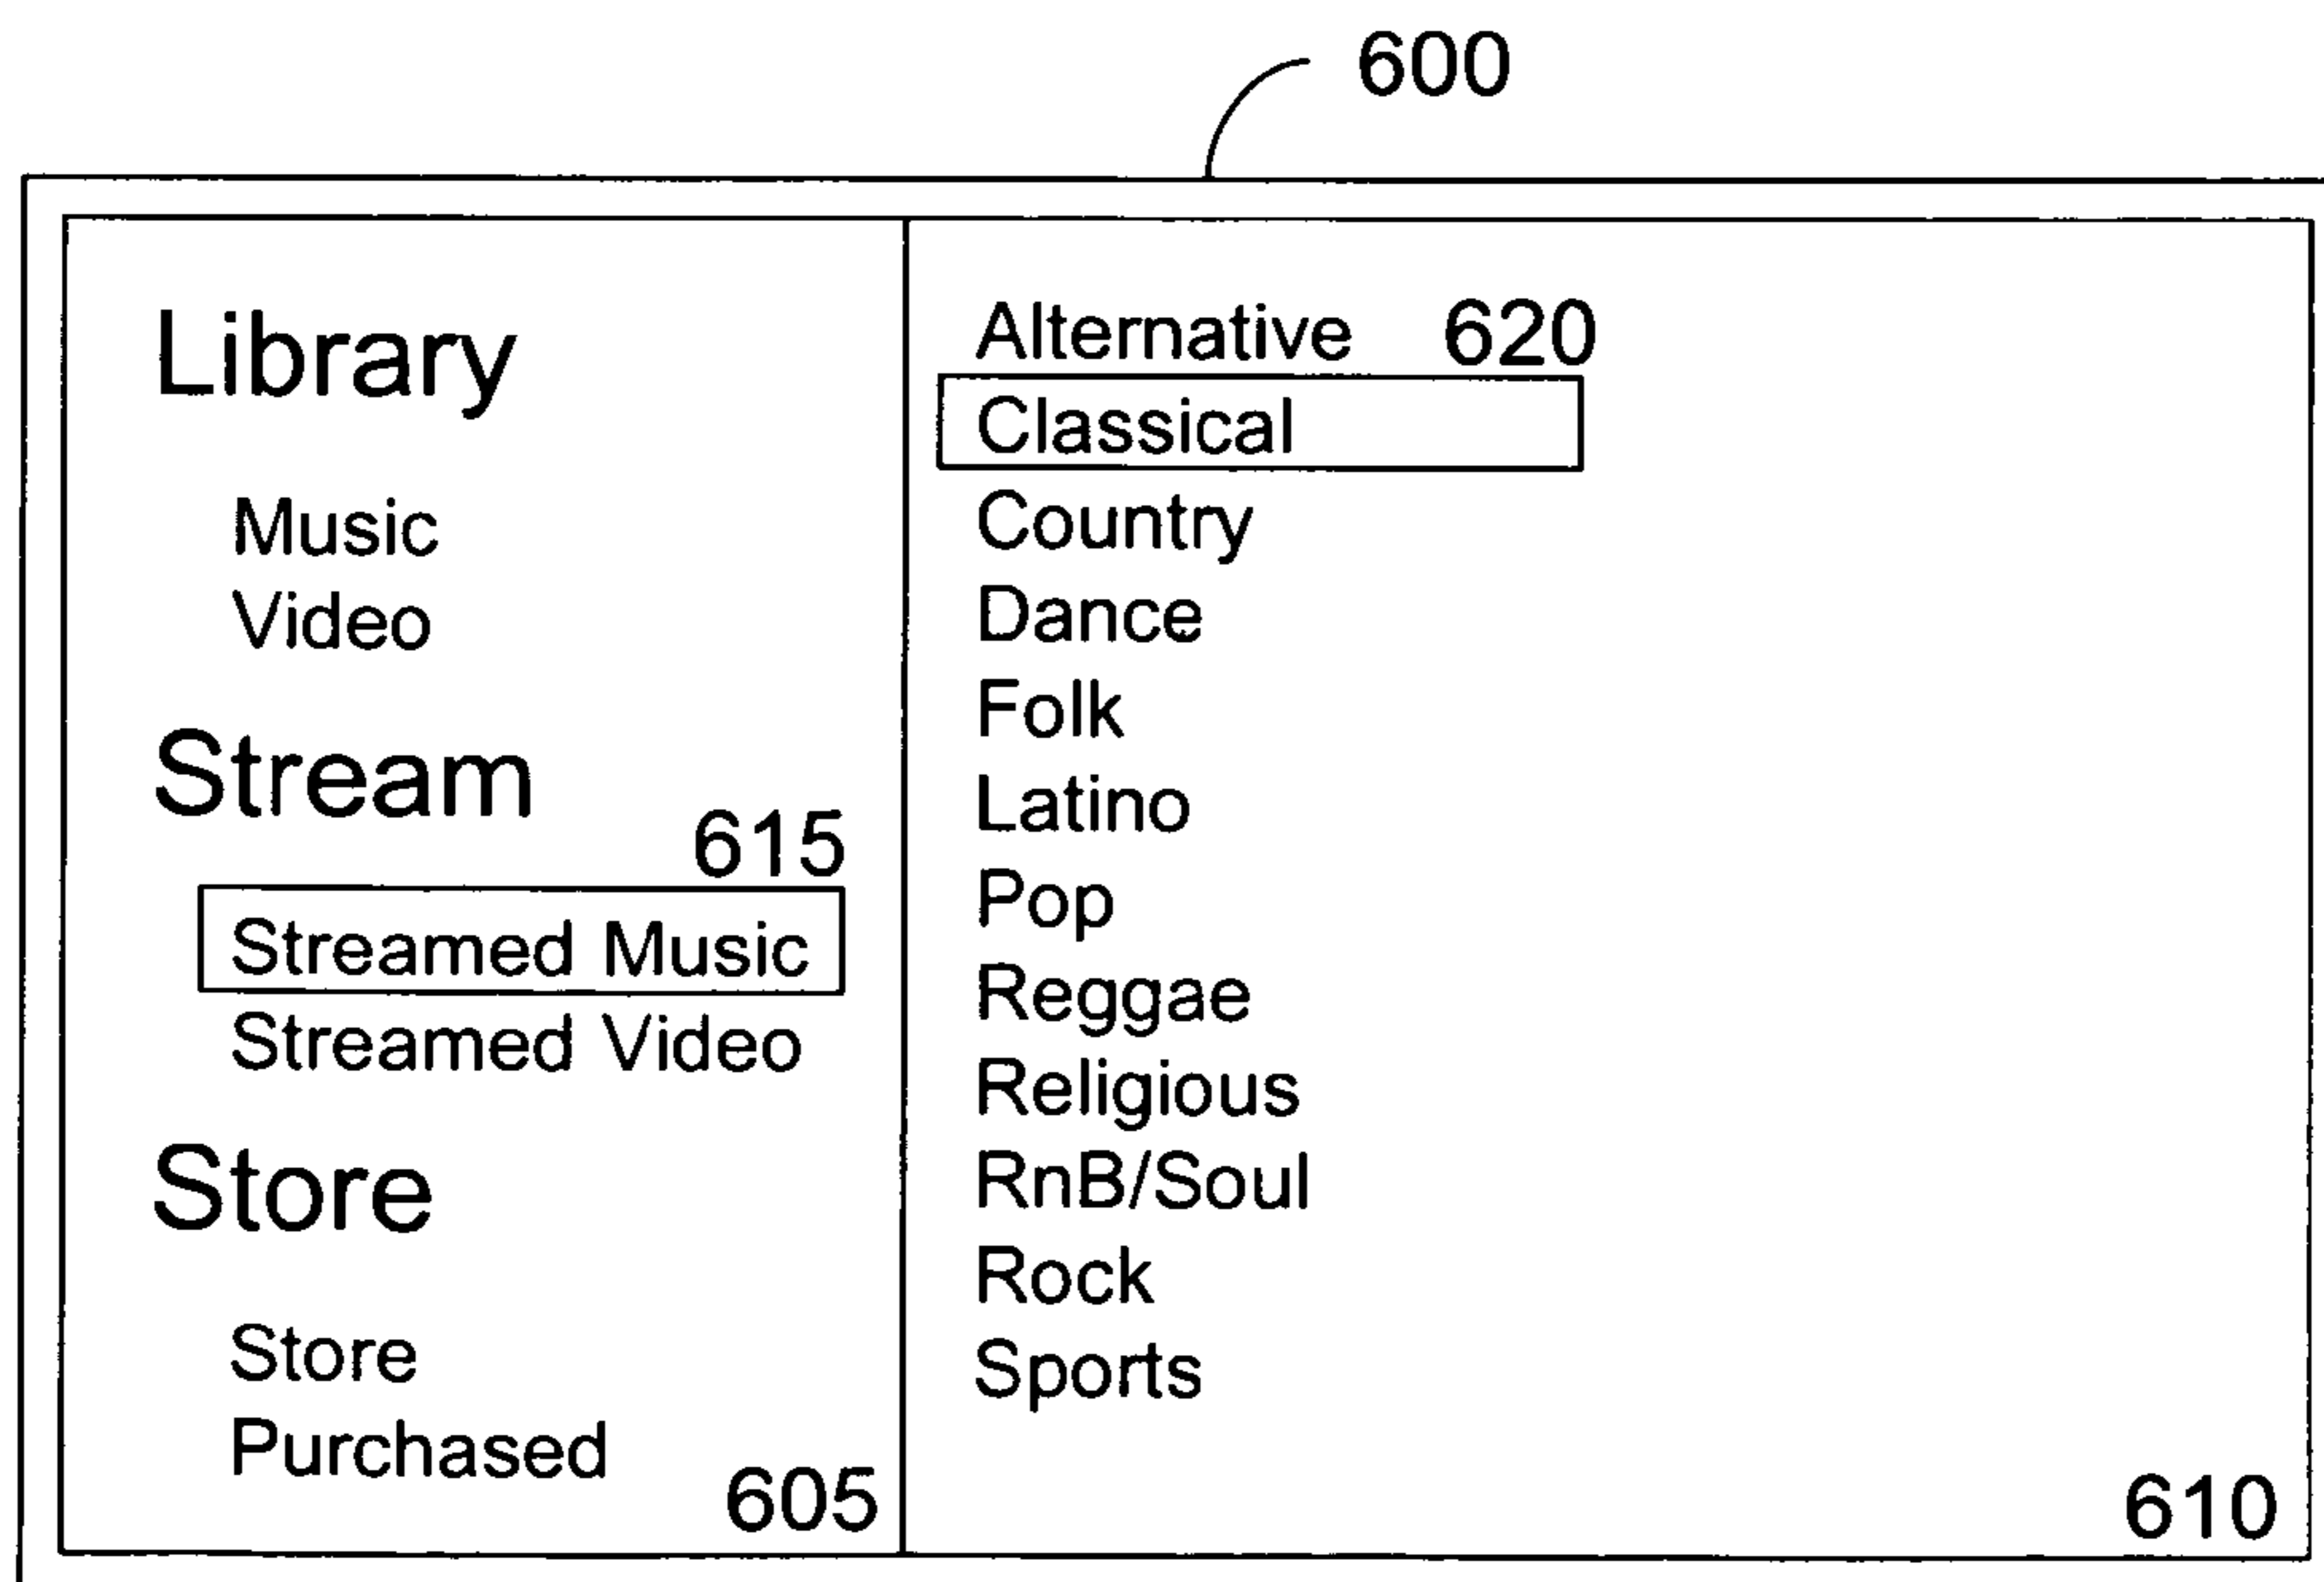 600
Library
Music
Video
Stream
615
Streamed Music
Streamed Video
Store
Store
Purchased
605
Alternative 620
Classical
Country
Dance
Folk
Latino
Pop
Reggae
Religious
RnB/Soul
Rock
Sports
610